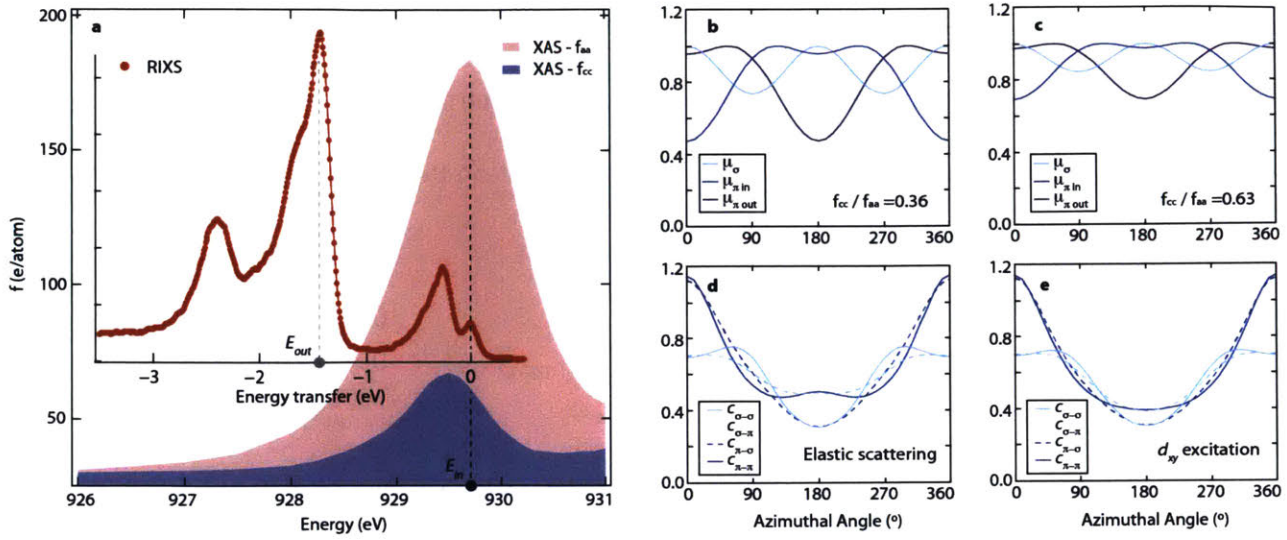 a
200
150
100
50
f (e/atom)
RIXS
XAS - faa
XAS - fcc
Eout
Ein
−3 −2 −1 0
Energy transfer (eV)
926 927 928 929 930 931
Energy (eV)
b
1.2
0.8
0.4
0.0
μσ
μπ in
μπ out
fcc / faa =0.36
0 90 180 270 360
c
1.2
0.8
0.4
0.0
μσ
μπ in
μπ out
fcc / faa =0.63
0 90 180 270 360
d
1.2
0.8
0.4
0.0
Cσ−σ
Cσ−π
Cπ−σ
Cπ−π
Elastic scattering
0 90 180 270 360
Azimuthal Angle (º)
e
1.2
0.8
0.4
0.0
Cσ−σ
Cσ−π
Cπ−σ
Cπ−π
dxy excitation
0 90 180 270 360
Azimuthal Angle (º)